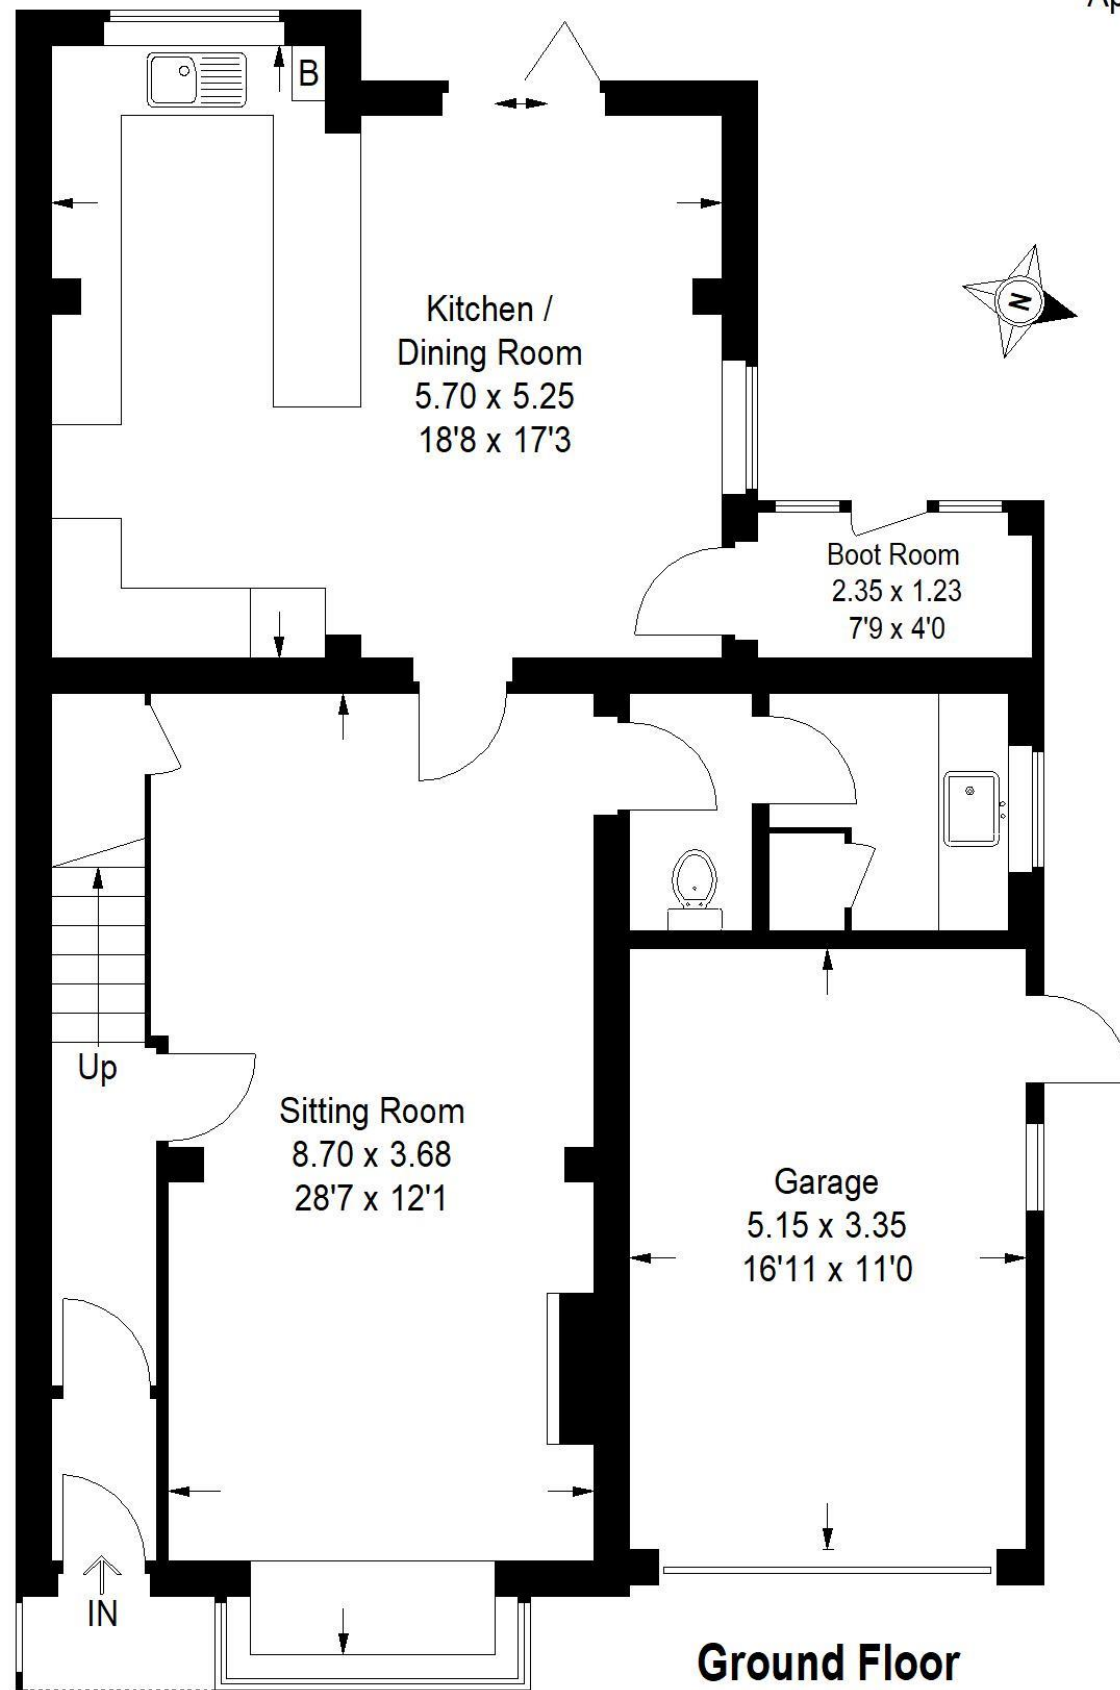 Ap
B
N
Kitchen /
Dining Room
5.70 x 5.25
18'8 x 17'3
Boot Room
2.35 x 1.23
7'9 x 4'0
Up
Sitting Room
8.70 x 3.68
28'7 x 12'1
Garage
5.15 x 3.35
16'11 x 11'0
IN
Ground Floor